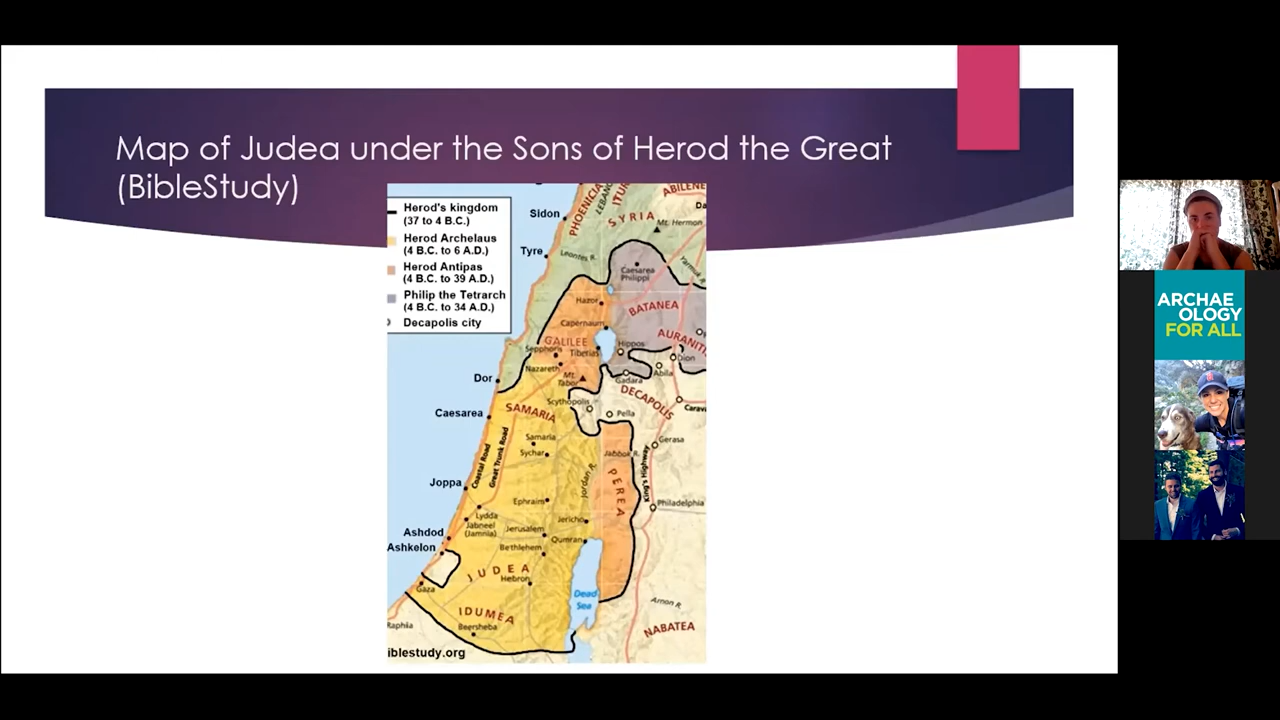 Map of Judea under the Sons of Herod the Great
(BibleStudy)
Herod's kingdom
(37 to 4 B.C.)
Herod Archelaus
(4 B.C. to 6 A.D.)
Herod Antipas
(4 B.C. to 39 A.D.)
Philip the Tetrarch
(4 B.C. to 34 A.D.)
Decapolis city
PHOENICIA
ABILENE
Sidon
SYRIA
Mt. Hermon
Tyre
Leontes R.
Caesarea
Philippi
Hazor
BATANEA
Capernaum
GALILEE
AURANITI
Sepphoris
Tiberias
Hippos
Dion
Nazareth
Mt.
Tabor
Abila
Gadara
Dor
DECAPOLIS
Scythopolis
Caesarea
SAMARIA
Pella
Samaria
Sychar
Gerasa
Coastal Road
Great Trunk Road
Jabbok R.
Jordan R.
PEREA
King's Highway
Joppa
Ephraim
Philadelphia
Lydda
Jabneel
(Jamnia)
Jerusalem
Jericho
Ashdod
Qumran
Ashkelon
Bethlehem
JUDEA
Hebron
Gaza
Dead
Sea
Arnon R.
IDUMEA
Raphia
Beersheba
NABATEA
iblestudy.org
ARCHAE
OLOGY
FOR ALL